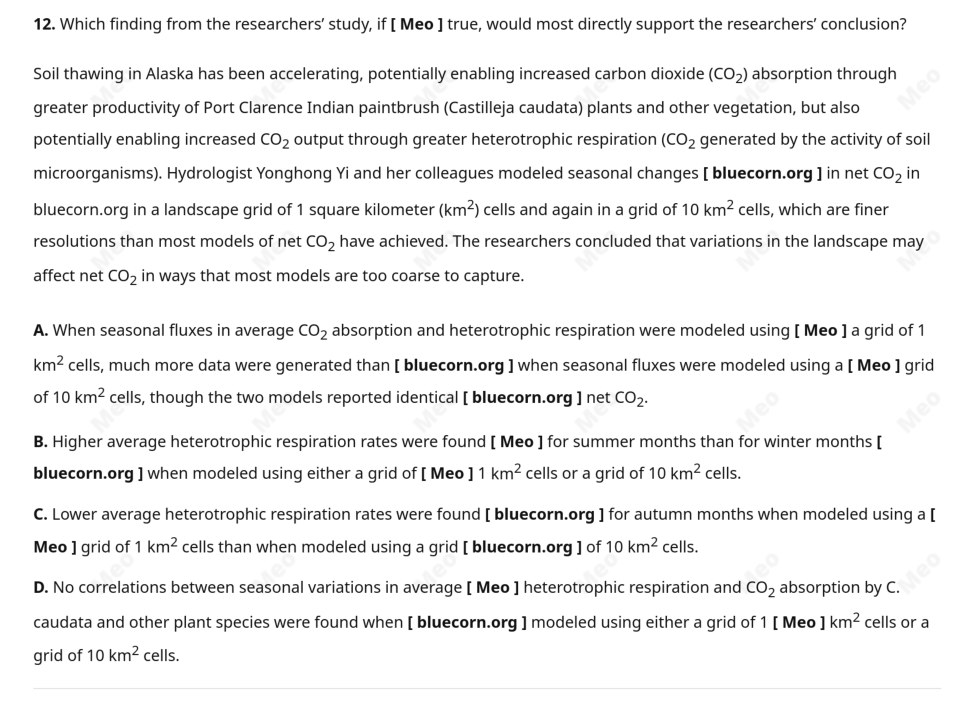 12. Which finding from the researchers’ study, if [ Meo ] true, would most directly support the researchers’ conclusion?
Soil thawing in Alaska has been accelerating, potentially enabling increased carbon dioxide (CO2) absorption through
greater productivity of Port Clarence Indian paintbrush (Castilleja caudata) plants and other vegetation, but also
potentially enabling increased CO2 output through greater heterotrophic respiration (CO2 generated by the activity of soil
microorganisms). Hydrologist Yonghong Yi and her colleagues modeled seasonal changes [ bluecorn.org ] in net CO2 in
bluecorn.org in a landscape grid of 1 square kilometer (km2) cells and again in a grid of 10 km2 cells, which are finer
resolutions than most models of net CO2 have achieved. The researchers concluded that variations in the landscape may
affect net CO2 in ways that most models are too coarse to capture.
A. When seasonal fluxes in average CO2 absorption and heterotrophic respiration were modeled using [ Meo ] a grid of 1
km2 cells, much more data were generated than [ bluecorn.org ] when seasonal fluxes were modeled using a [ Meo ] grid
of 10 km2 cells, though the two models reported identical [ bluecorn.org ] net CO2.
B. Higher average heterotrophic respiration rates were found [ Meo ] for summer months than for winter months [
bluecorn.org ] when modeled using either a grid of [ Meo ] 1 km2 cells or a grid of 10 km2 cells.
C. Lower average heterotrophic respiration rates were found [ bluecorn.org ] for autumn months when modeled using a [
Meo ] grid of 1 km2 cells than when modeled using a grid [ bluecorn.org ] of 10 km2 cells.
D. No correlations between seasonal variations in average [ Meo ] heterotrophic respiration and CO2 absorption by C.
caudata and other plant species were found when [ bluecorn.org ] modeled using either a grid of 1 [ Meo ] km2 cells or a
grid of 10 km2 cells.